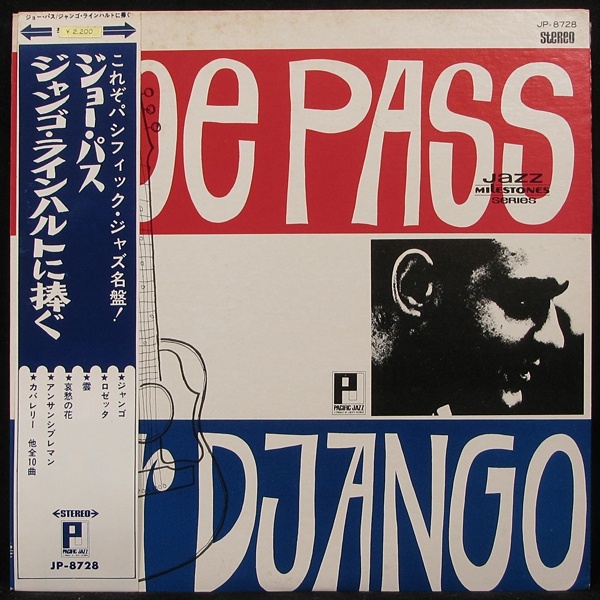 ジョー・パス/ジャンゴ・ラインハルトに捧ぐ
¥2,200
これぞパシフィック・ジャズ名盤!
ジョー・パス
ジャンゴ・ラインハルトに捧ぐ
★ジャンゴ
★ロゼッタ
★雲
★哀愁の花
★アンサンシブレマン
★カバレリー 他全10曲
STEREO
P
PACIFIC JAZZ
JP-8728
JP-8728
STEREO
OE PASS
Jazz
MILESTONES
SERIES
P
PACIFIC JAZZ
R DJANGO